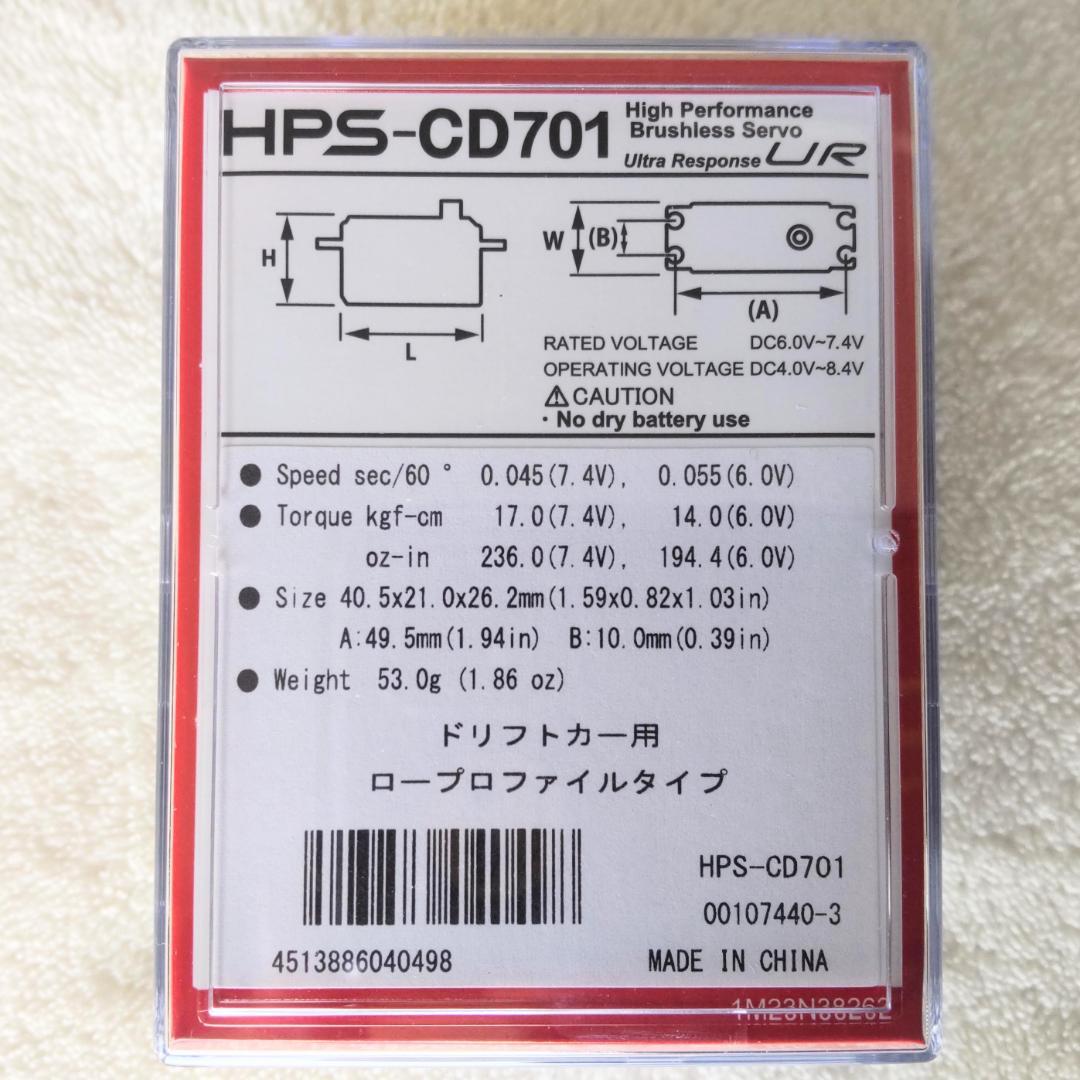 HPS-CD701
High Performance
Brushless Servo
Ultra Response UR
H
L
W
(B)
(A)
RATED VOLTAGE DC6.0V~7.4V
OPERATING VOLTAGE DC4.0V~8.4V
⚠CAUTION
・No dry battery use
● Speed sec/60 ° 0.045(7.4V), 0.055(6.0V)
● Torque kgf-cm 17.0(7.4V), 14.0(6.0V)
oz-in 236.0(7.4V), 194.4(6.0V)
● Size 40.5x21.0x26.2mm(1.59x0.82x1.03in)
A:49.5mm(1.94in) B:10.0mm(0.39in)
● Weight 53.0g (1.86 oz)
ドリフトカー用
ロープロファイルタイプ
HPS-CD701
00107440-3
4513886040498
MADE IN CHINA
1M23N38262